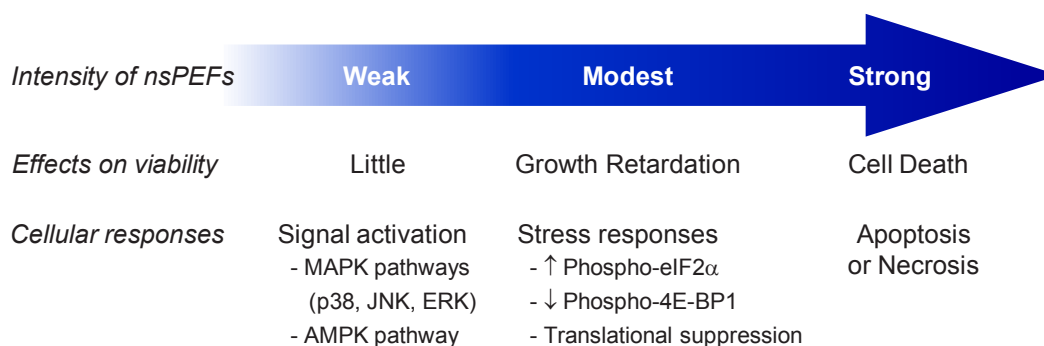 Intensity of nsPEFs Weak Modest Strong
Effects on viability Little Growth Retardation Cell Death
Cellular responses Signal activation Stress responses Apoptosis
- MAPK pathways - ↑ Phospho-eIF2α or Necrosis
(p38, JNK, ERK) - ↓ Phospho-4E-BP1
- AMPK pathway - Translational suppression